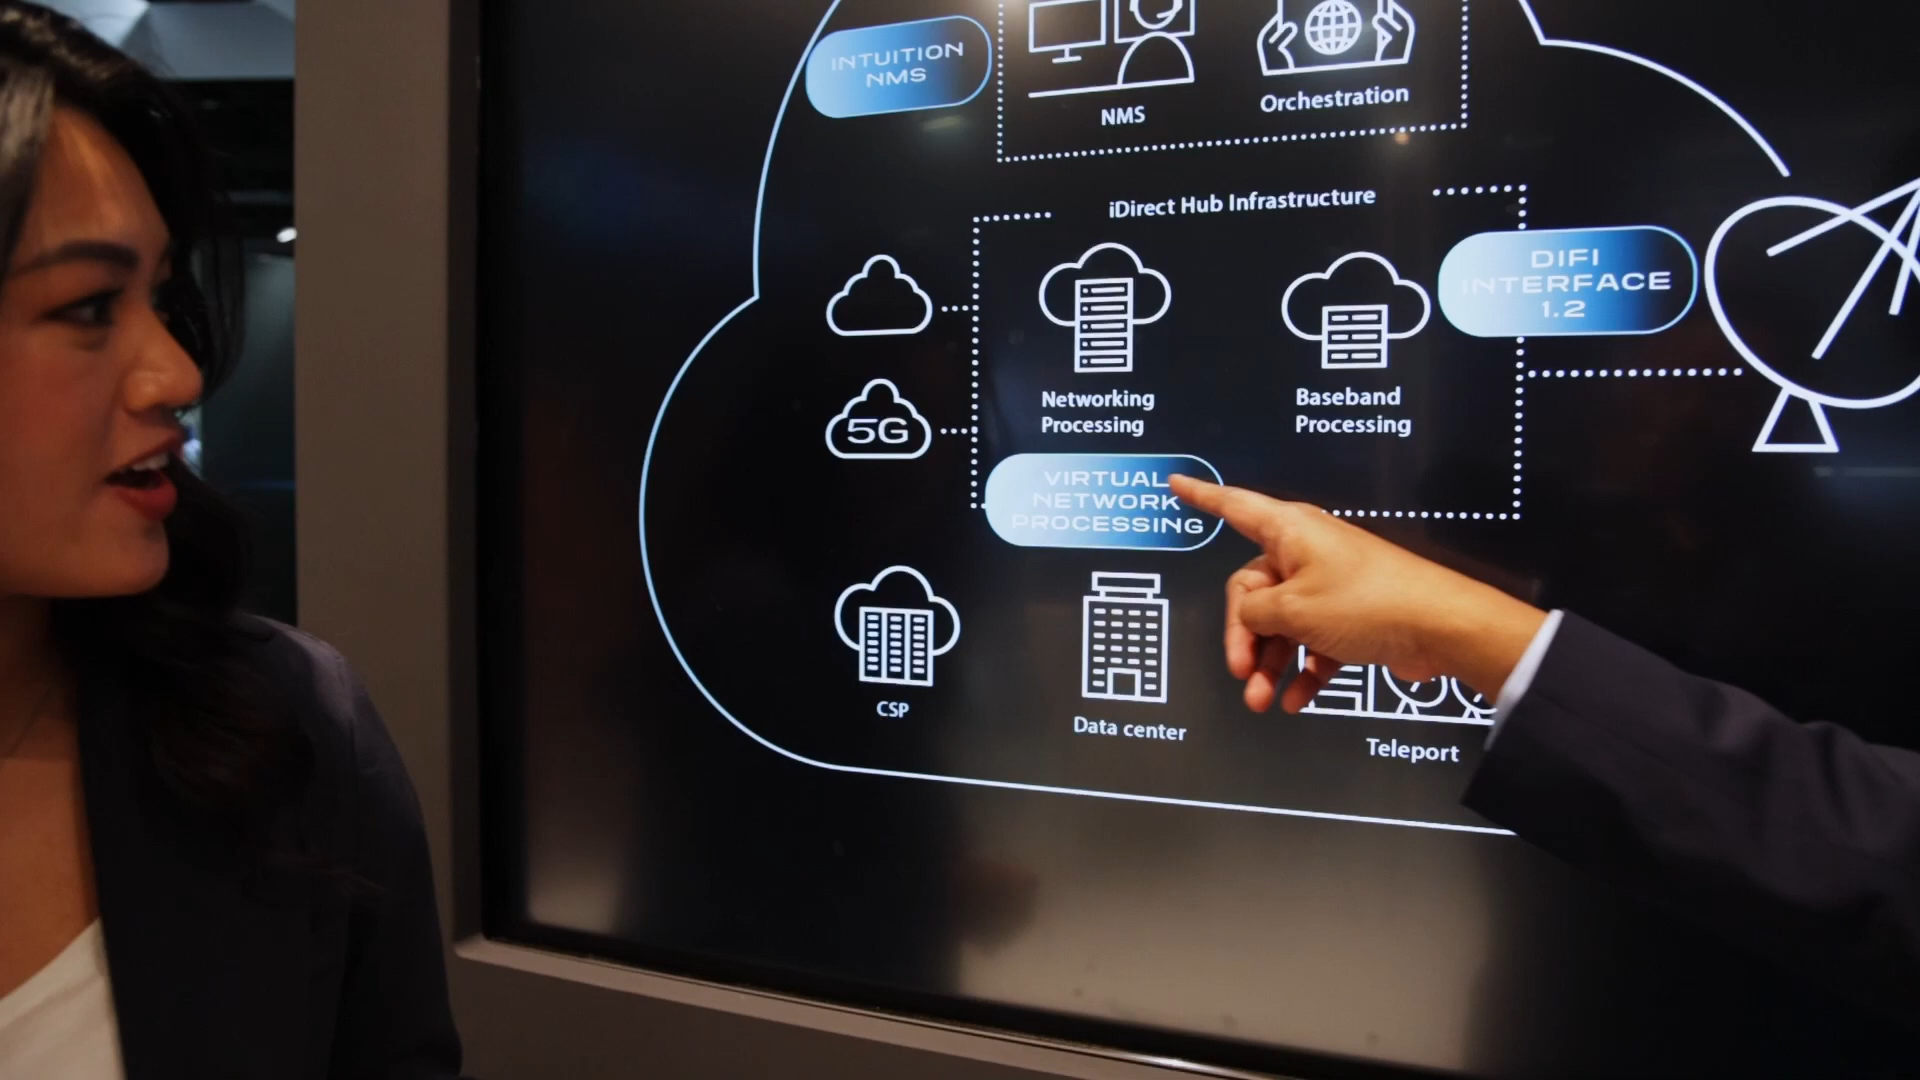 INTUITION
NMS
NMS
Orchestration
iDirect Hub Infrastructure
DIFI
INTERFACE
1.2
5G
Networking
Processing
Baseband
Processing
VIRTUAL
NETWORK
PROCESSING
CSP
Data center
Teleport